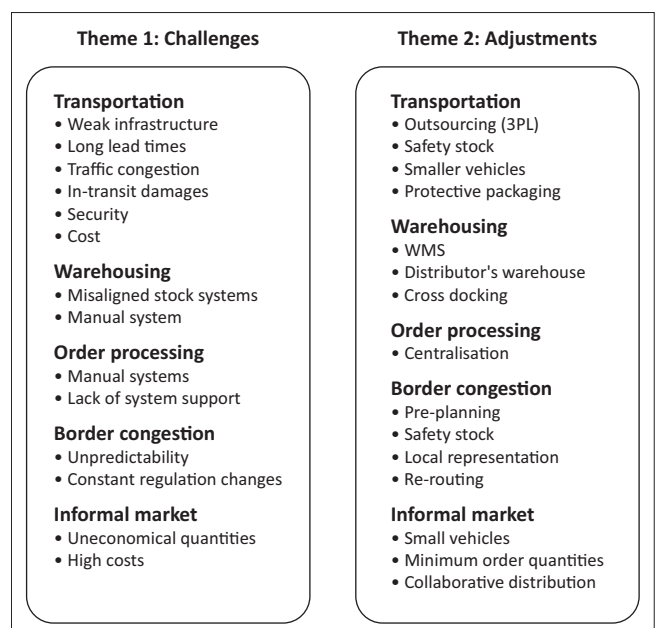 Theme 1: Challenges
Transportation
• Weak infrastructure
• Long lead times
• Traffic congestion
• In-transit damages
• Security
• Cost
Warehousing
• Misaligned stock systems
• Manual system
Order processing
• Manual systems
• Lack of system support
Border congestion
• Unpredictability
• Constant regulation changes
Informal market
• Uneconomical quantities
• High costs
Theme 2: Adjustments
Transportation
• Outsourcing (3PL)
• Safety stock
• Smaller vehicles
• Protective packaging
Warehousing
• WMS
• Distributor's warehouse
• Cross docking
Order processing
• Centralisation
Border congestion
• Pre-planning
• Safety stock
• Local representation
• Re-routing
Informal market
• Small vehicles
• Minimum order quantities
• Collaborative distribution